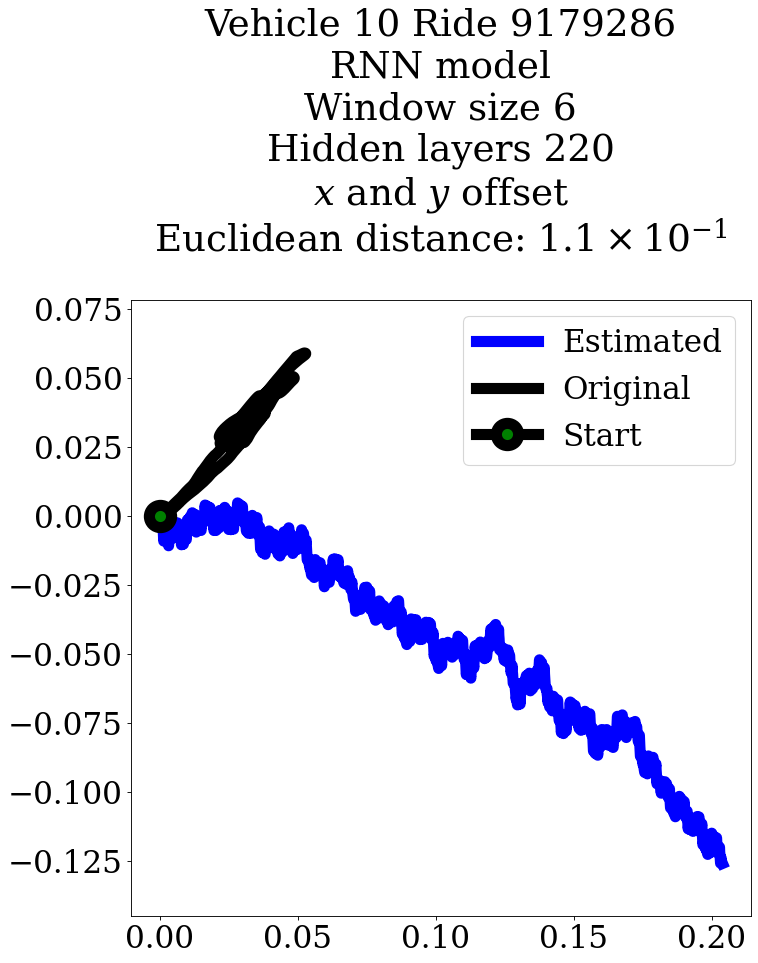 Vehicle 10 Ride 9179286
RNN model
Window size 6
Hidden layers 220
x and y offset
Euclidean distance: 1.1 × 10⁻¹
Estimated
Original
Start
0.075
0.050
0.025
0.000
−0.025
−0.050
−0.075
−0.100
−0.125
0.00 0.05 0.10 0.15 0.20